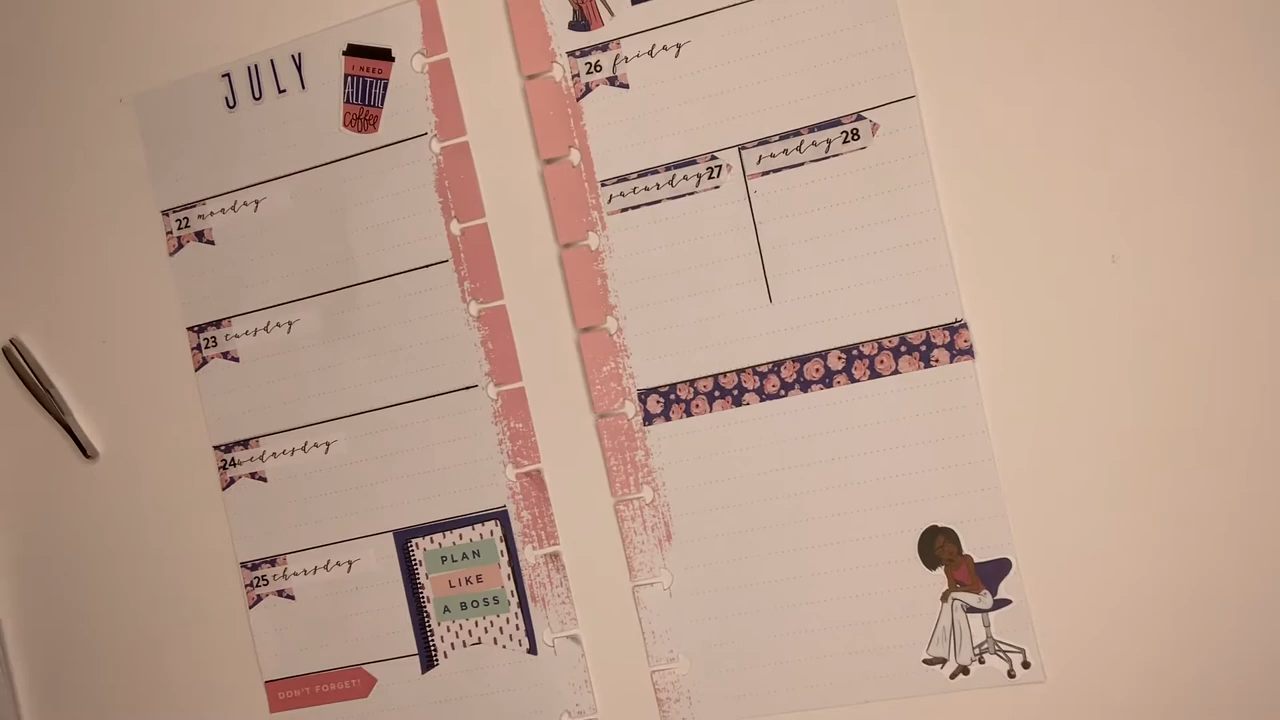 JULY
I NEED
ALL THE
coffee
22 monday
23 tuesday
24 wednesday
25 thursday
PLAN
LIKE
A BOSS
DON'T FORGET!
26 friday
saturday 27
sunday 28